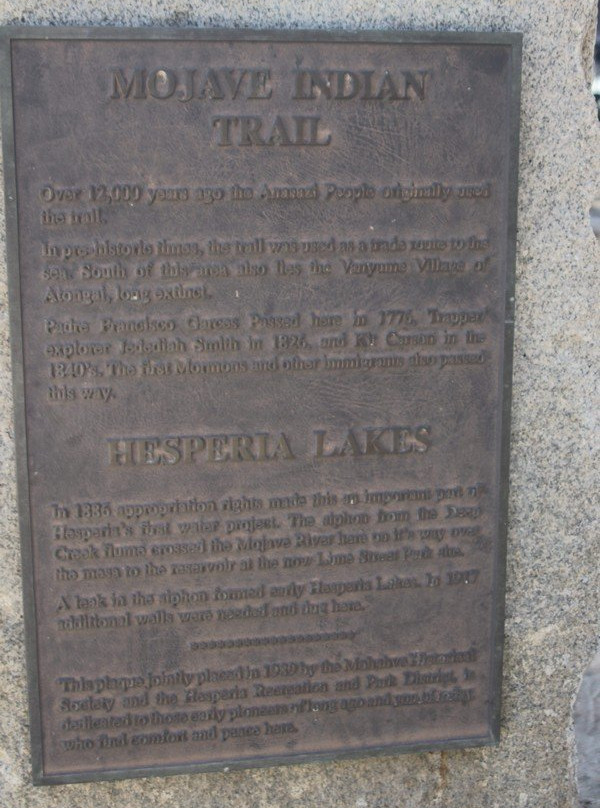 MOJAVE INDIAN
TRAIL
Over 12,000 years ago the Anasazi People originally used
the trail.
In pre-historic times, the trail was used as a trade route to the
sea. South of this area also lies the Vanyume Village of
Atongai, long extinct.
Padre Francisco Garces Passed here in 1776, Trapper/
explorer Jedediah Smith in 1826, and Kit Carson in the
1840's. The first Mormons and other immigrants also passed
this way.
HESPERIA LAKES
In 1886 appropriation rights made this an important part of
Hesperia's first water project. The siphon from the Deep
Creek flume crossed the Mojave River here on it's way over
the mesa to the reservoir at the now Lime Street Park site.
A leak in the siphon formed early Hesperia Lakes. In
additional wells were needed and dug here.
This plaque jointly placed in by the Mohahve Historical
Society and the Hesperia Recreation and Park District, is
dedicated to those early pioneers of long ago and you of today
who find comfort and peace here.